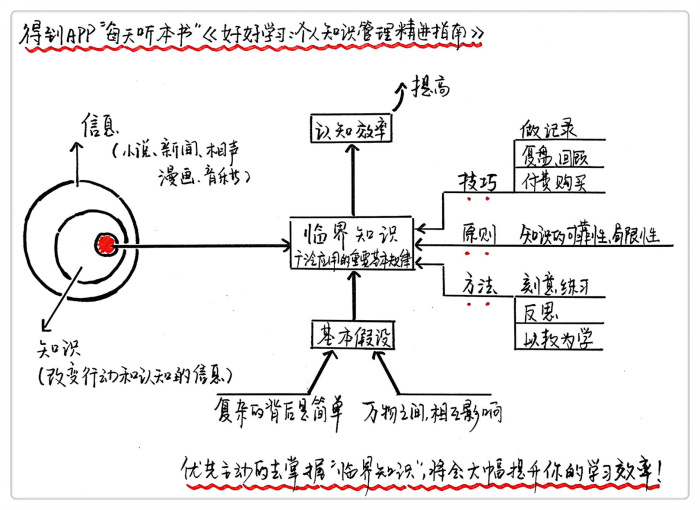 得到APP"每天听本书"《好好学习:个人知识管理精进指南》
提高
认知效率
信息
(小说、新闻、相声
漫画、音乐等)
做记录
复盘、回顾
付费购买
技巧
临界知识
广泛应用的重要基本规律
原则
知识的可靠性、局限性
方法
刻意练习
反思
以教为学
知识
(改变行动和认知的信息)
基本假设
复杂的背后是简单
万物之间,相互影响
优先主动的去掌握"临界知识",将会大幅提升你的学习效率!